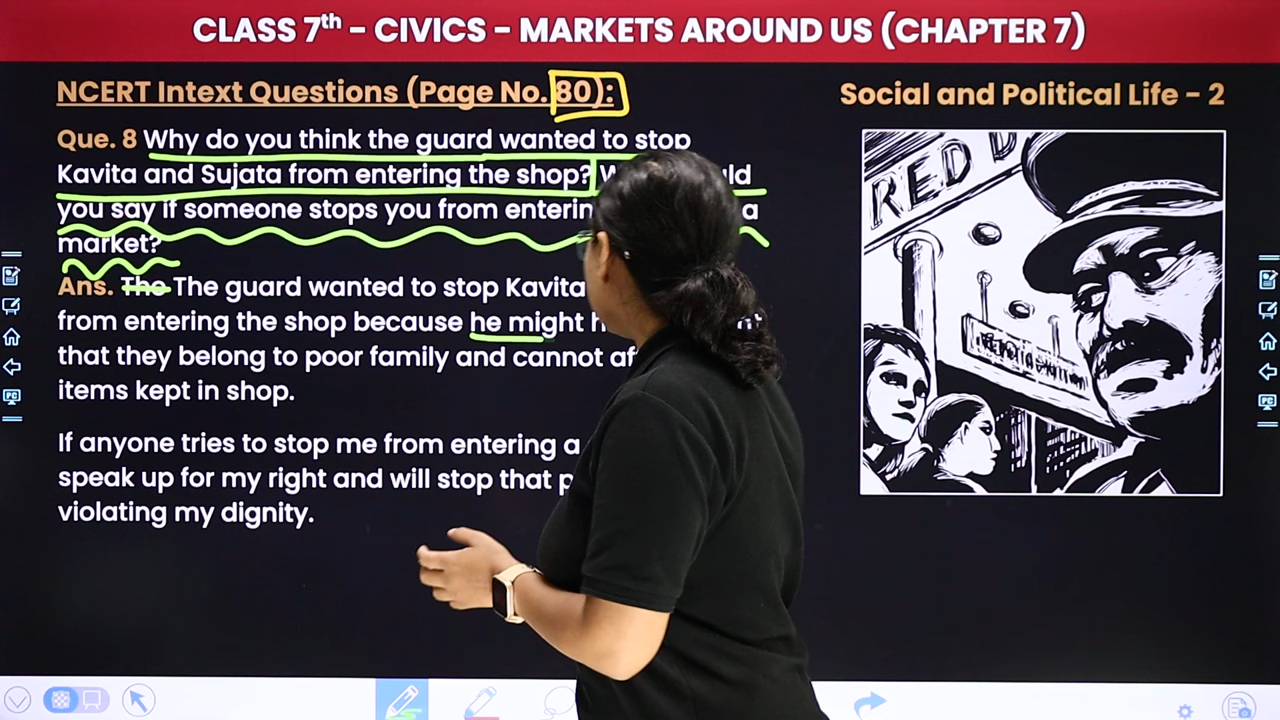 CLASS 7th - CIVICS - MARKETS AROUND US (CHAPTER 7)
NCERT Intext Questions (Page No. 80):
Social and Political Life - 2
Que. 8 Why do you think the guard wanted to stop
Kavita and Sujata from entering the shop?
you say if someone stops you from a
market?
Ans. The The guard wanted to stop Kavita
from entering the shop because he might
that they belong to poor family and cannot
items kept in shop.
If anyone tries to stop me from entering a
speak up for my right and will stop that
violating my dignity.
RED
PC
PC